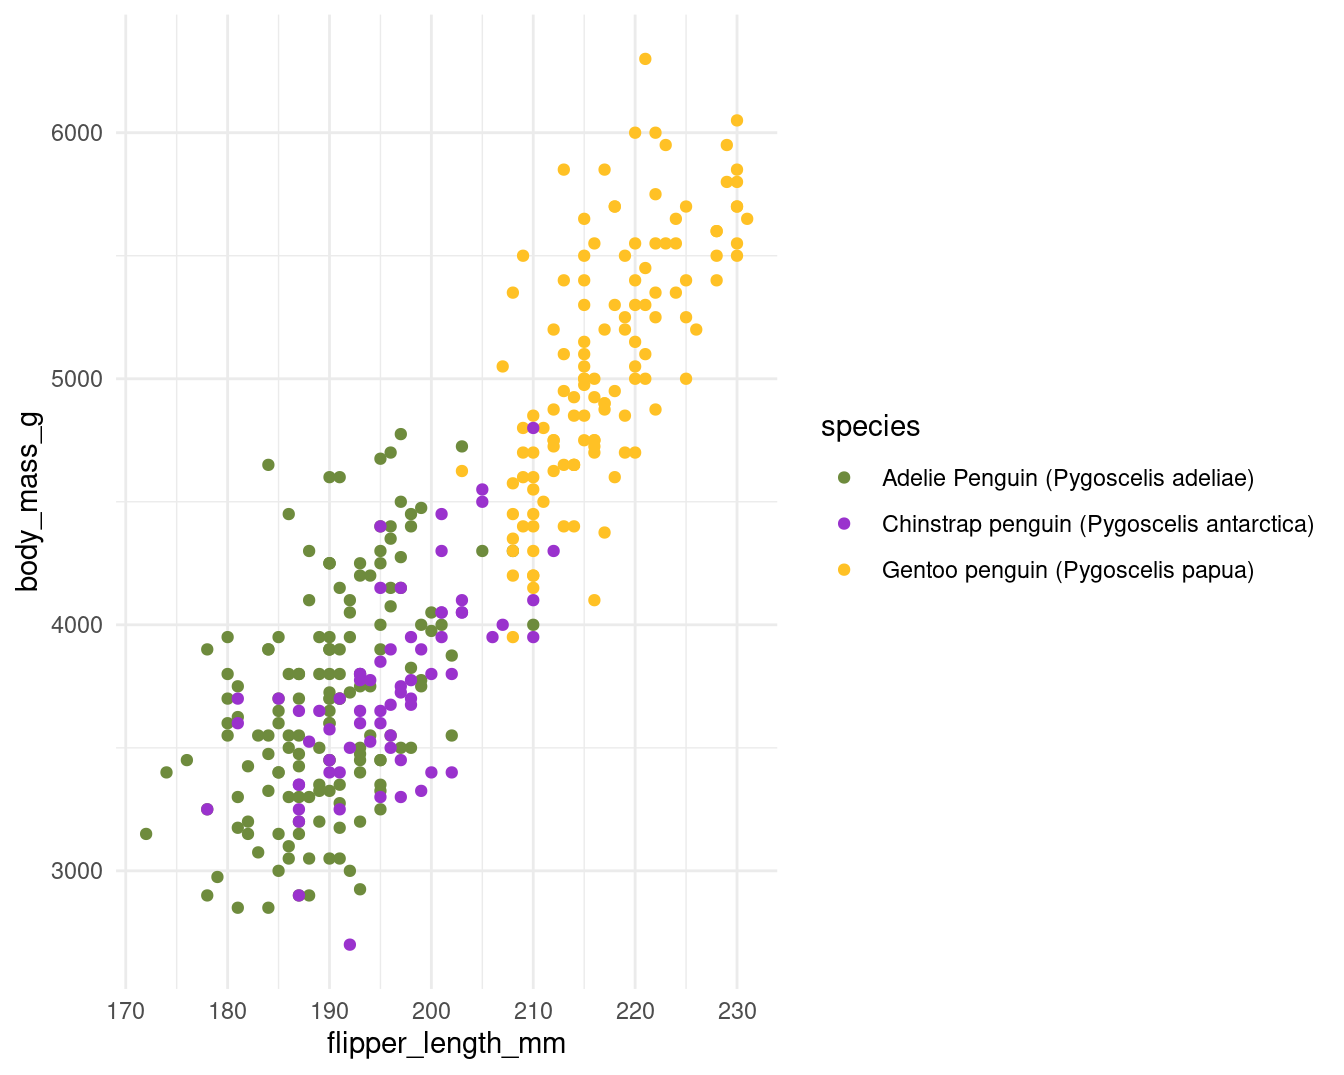 6000
5000
4000
3000
body_mass_g
170 180 190 200 210 220 230
flipper_length_mm
species
Adelie Penguin (Pygoscelis adeliae)
Chinstrap penguin (Pygoscelis antarctica)
Gentoo penguin (Pygoscelis papua)